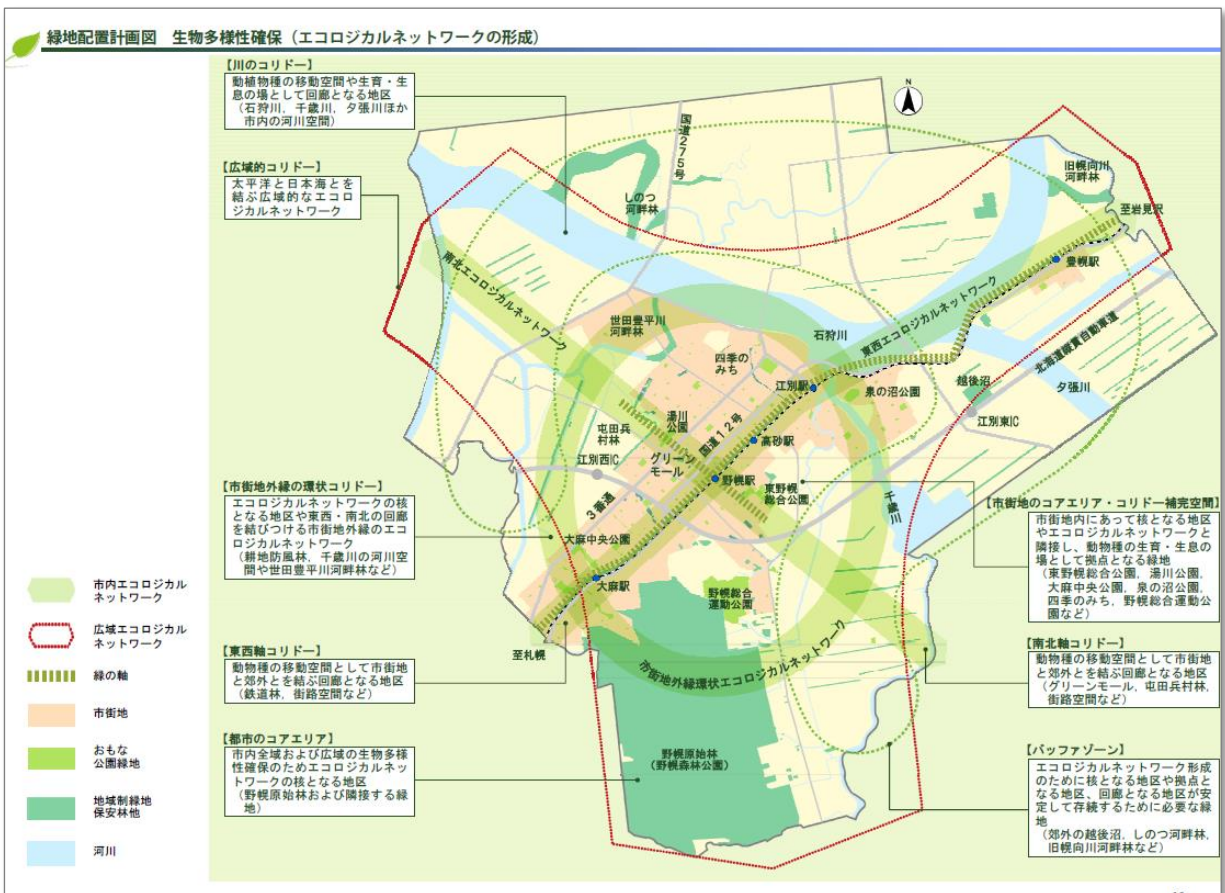 緑地配置計画図 生物多様性確保（エコロジカルネットワークの形成）
【川のコリドー】
動植物種の移動空間や生育・生
息の場として回廊となる地区
（石狩川，千歳川，夕張川ほか
市内の河川空間）
【広域的コリドー】
太平洋と日本海とを
結ぶ広域的なエコロ
ジカルネットワーク
N
国道275号
しのつ
河畔林
旧幌向川
河畔林
至岩見沢
豊幌駅
南北エコロジカルネットワーク
世田豊平川
河畔林
石狩川
東西エコロジカルネットワーク
北海道縦貫自動車道
四季の
みち
江別駅
泉の沼公園
越後沼
夕張川
江別東IC
湯川
公園
国道12号
屯田兵
村林
高砂駅
江別西IC
グリーン
モール
野幌駅
東野幌
総合公園
千歳川
3番通
【市街地外縁の環状コリドー】
エコロジカルネットワークの核
となる地区や東西・南北の回廊
を結びつける市街地外縁のエコ
ロジカルネットワーク
（耕地防風林、千歳川の河川空
間や世田豊平川河畔林など）
大麻中央公園
大麻駅
野幌総合
運動公園
【市街地のコアエリア・コリドー補完空間】
市街地内にあって核となる地区
やエコロジカルネットワークと
隣接し、動物種の生育・生息の
場として拠点となる緑地
（東野幌総合公園，湯川公園，
大麻中央公園，泉の沼公園，
四季のみち，野幌総合運動公
園など）
至札幌
市街地外縁環状エコロジカルネットワーク
【東西軸コリドー】
動物種の移動空間として市街地
と郊外とを結ぶ回廊となる地区
（鉄道林，街路空間など）
【南北軸コリドー】
動物種の移動空間として市街地
と郊外とを結ぶ回廊となる地区
（グリーンモール，屯田兵村林，
街路空間など）
【都市のコアエリア】
市内全域および広域の生物多様
性確保のためエコロジカルネッ
トワークの核となる地区
（野幌原始林および隣接する緑
地）
野幌原始林
（野幌森林公園）
【バッファゾーン】
エコロジカルネットワーク形成
のために核となる地区や拠点と
なる地区、回廊となる地区が安
定して存続するために必要な緑
地
（郊外の越後沼，しのつ河畔林，
旧幌向川河畔林など）
市内エコロジカル
ネットワーク
広域エコロジカル
ネットワーク
緑の軸
市街地
おもな
公園緑地
地域制緑地
保安林他
河川